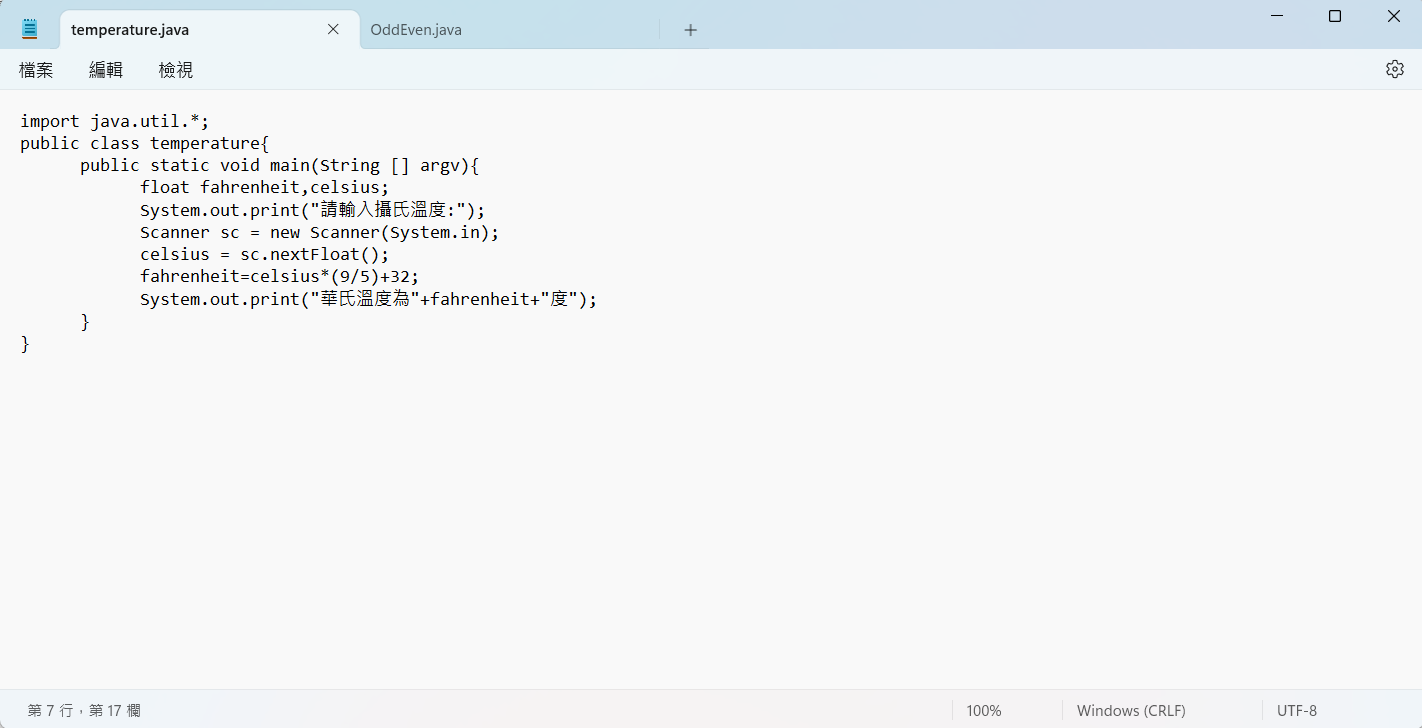 temperature.java
OddEven.java
檔案 編輯 檢視
import java.util.*;
public class temperature{
public static void main(String [] argv){
float fahrenheit,celsius;
System.out.print("請輸入攝氏溫度:");
Scanner sc = new Scanner(System.in);
celsius = sc.nextFloat();
fahrenheit=celsius*(9/5)+32;
System.out.print("華氏溫度為"+fahrenheit+"度");
}
}
第 7 行，第 17 欄
100%
Windows (CRLF)
UTF-8